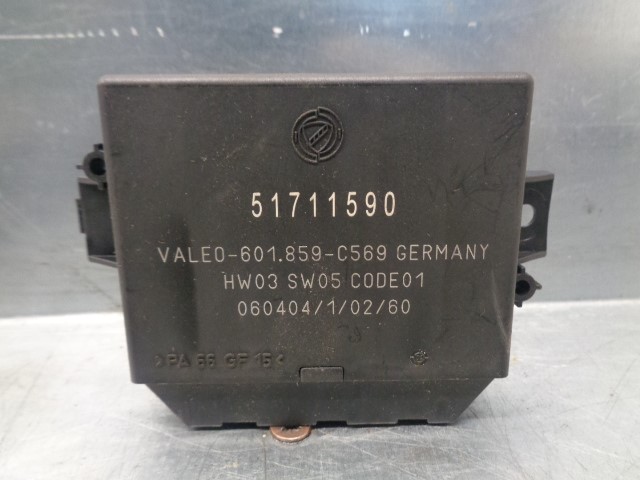 51711590
VALEO-601.859-C569 GERMANY
HW03 SW05 CODE01
060404/1/02/60
>PA 66 GF 15<